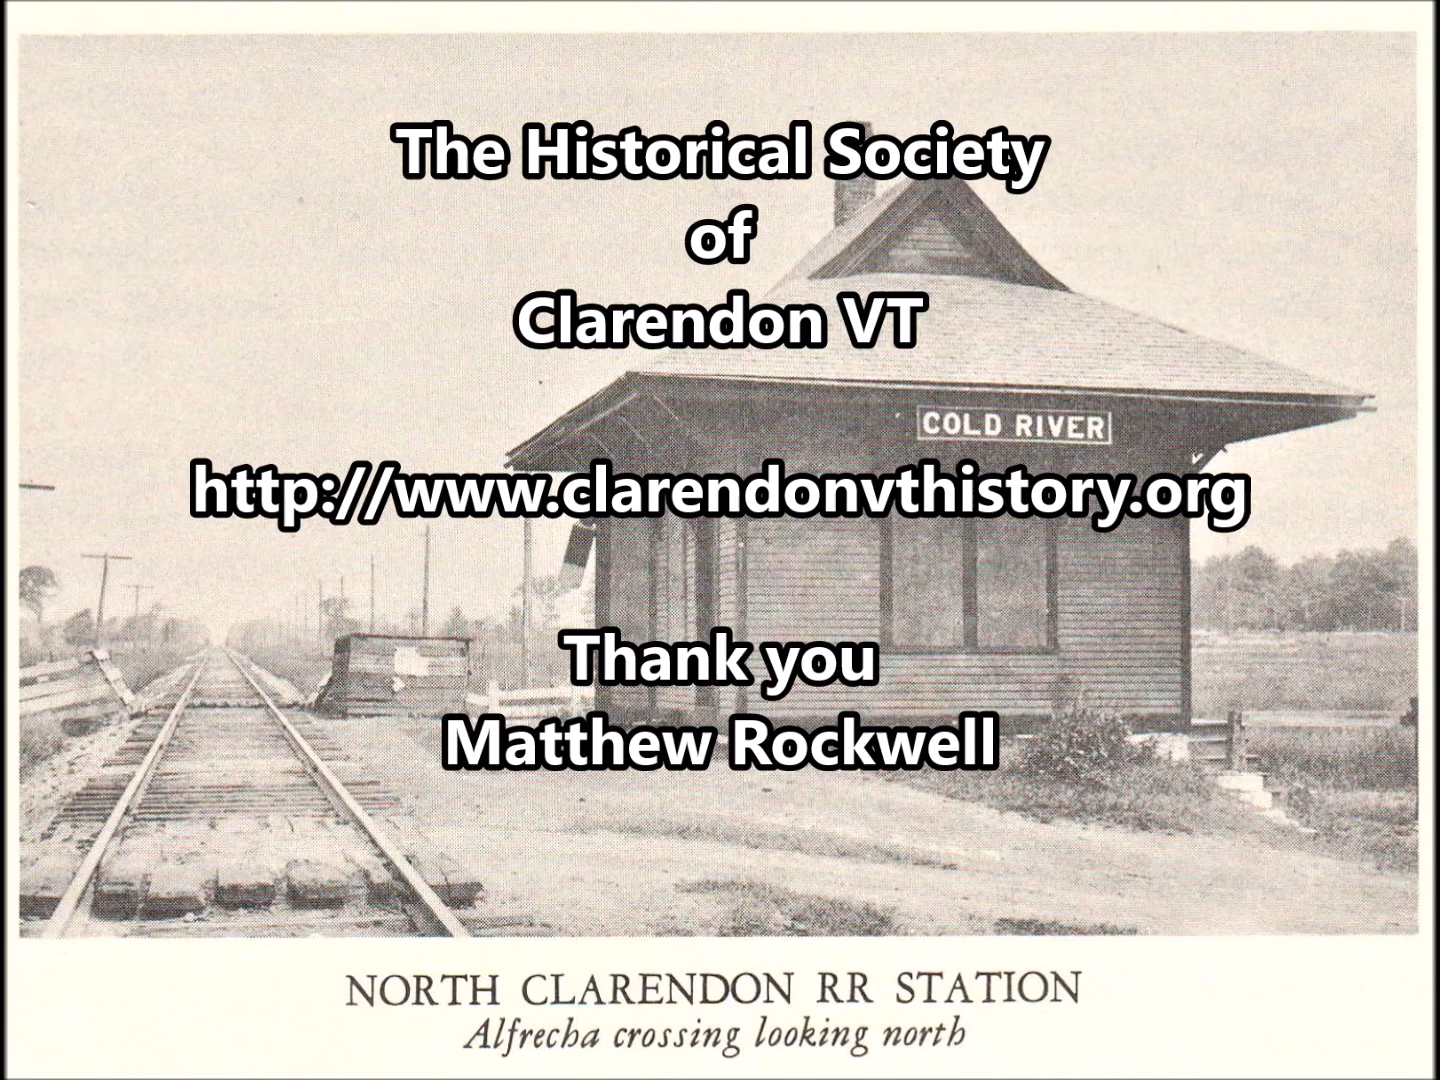 The Historical Society
of
Clarendon VT
COLD RIVER
http://www.clarendonvthistory.org
Thank you
Matthew Rockwell
NORTH CLARENDON RR STATION
Alfrecha crossing looking north